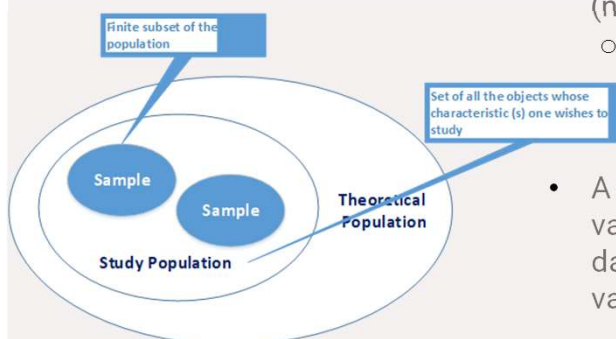 Finite subset of the
population
(n
Set of all the objects whose
characteristic (s) one wishes to
study
Sample
Sample
Theoretical
Population
Study Population
• A
va
da
va